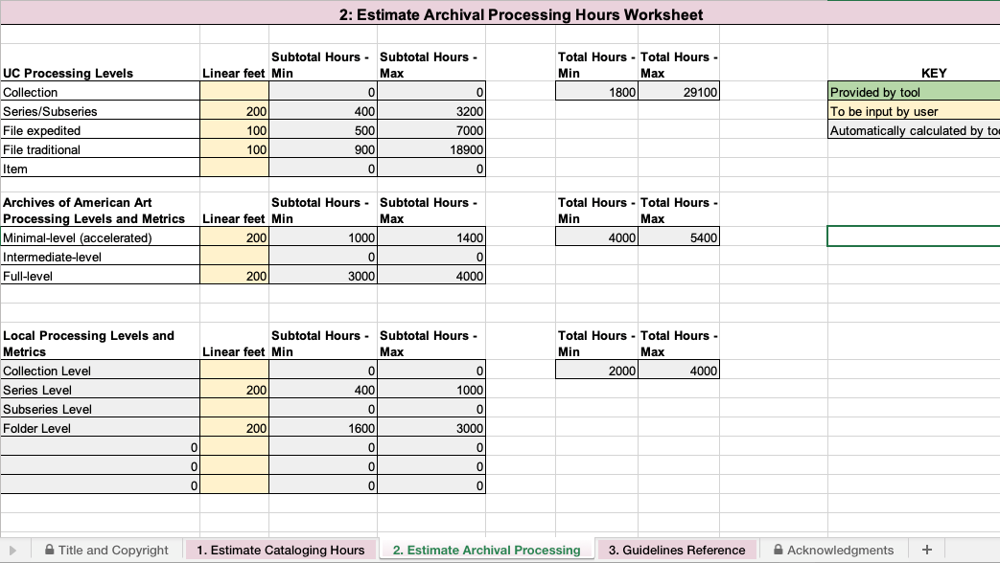 2: Estimate Archival Processing Hours Worksheet
UC Processing Levels Linear feet Subtotal Hours - Min Subtotal Hours - Max Total Hours - Min Total Hours - Max KEY
Collection 0 0 1800 29100 Provided by tool
Series/Subseries 200 400 3200 To be input by user
File expedited 100 500 7000 Automatically calculated by
File traditional 100 900 18900
Item 0 0
Archives of American Art
Processing Levels and Metrics Linear feet Subtotal Hours - Min Subtotal Hours - Max Total Hours - Min Total Hours - Max
Minimal-level (accelerated) 200 1000 1400 4000 5400
Intermediate-level 0 0
Full-level 200 3000 4000
Local Processing Levels and
Metrics Linear feet Subtotal Hours - Min Subtotal Hours - Max Total Hours - Min Total Hours - Max
Collection Level 0 0 2000 4000
Series Level 200 400 1000
Subseries Level 0 0
Folder Level 200 1600 3000
0 0 0
0 0 0
0 0 0
Title and Copyright 1. Estimate Cataloging Hours 2. Estimate Archival Processing 3. Guidelines Reference Acknowledgments +